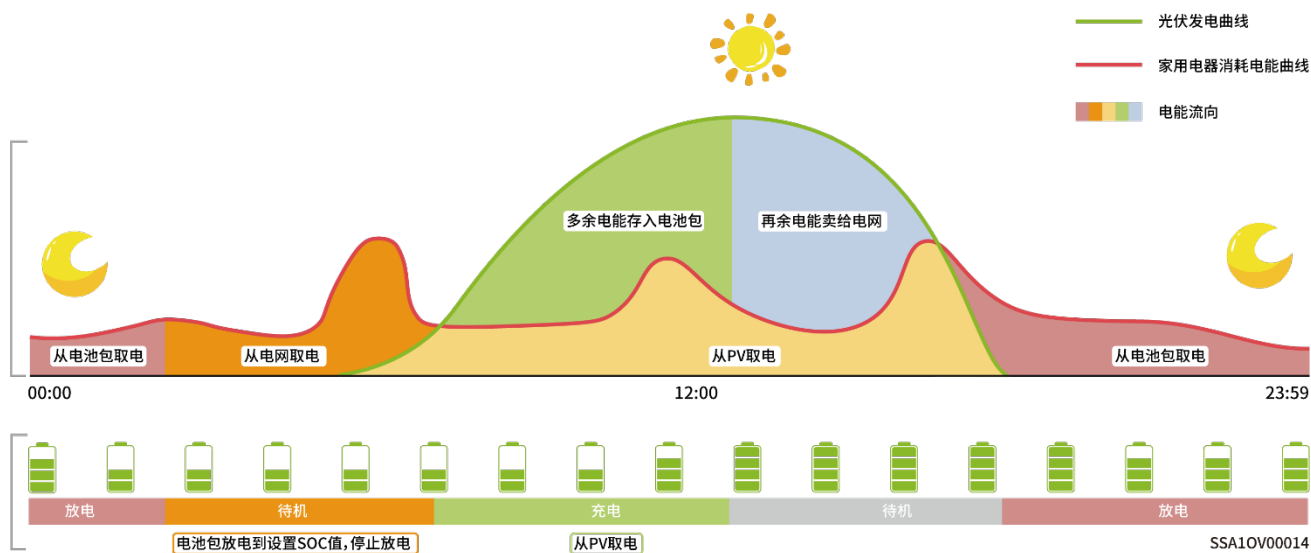 光伏发电曲线
家用电器消耗电能曲线
电能流向
多余电能存入电池包
再余电能卖给电网
从电池包取电
从电网取电
从PV取电
从电池包取电
00:00
12:00
23:59
放电
待机
充电
待机
放电
电池包放电到设置SOC值，停止放电
从PV取电
SSA1OV00014